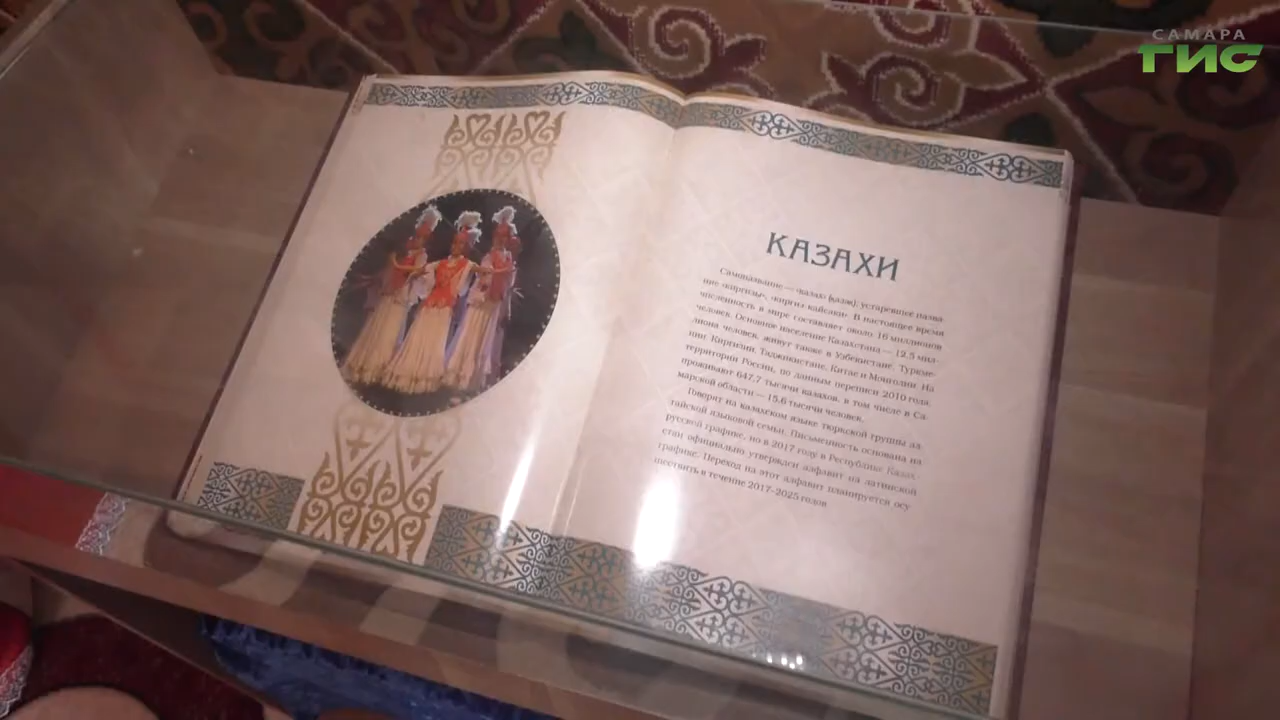 САМАРА
ГИС
КАЗАХИ
Самоназвание — «казах» [қазақ], устаревшее назва-
ние «киргизы», «киргиз-кайсаки». В настоящее время
численность в мире составляет около 16 миллионов
человек. Основное население Казахстана — 12,5 мил-
лиона человек, живут также в Узбекистане, Туркме-
нии, Киргизии, Таджикистане, Китае и Монголии. На
территории России, по данным переписи 2010 года,
проживают 647,7 тысячи казахов, в том числе в Са-
марской области — 15,6 тысячи человек.
Говорят на казахском языке тюркской группы ал-
тайской языковой семьи. Письменность основана на
русской графике, но в 2017 году в Республике Казах-
стан официально утвержден алфавит на латинской
графике. Переход на этот алфавит планируется осу-
ществить в течение 2017–2025 годов